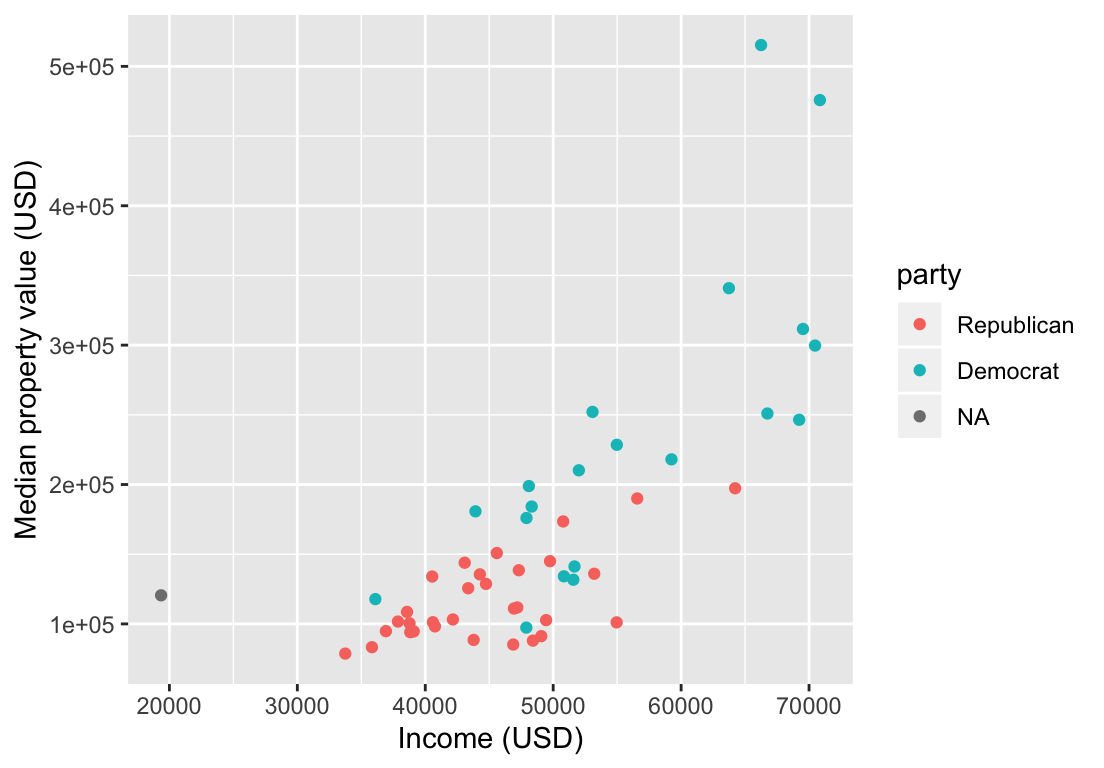 5e+05
4e+05
3e+05
2e+05
1e+05
Median property value (USD)
20000 30000 40000 50000 60000 70000
Income (USD)
party
Republican
Democrat
NA